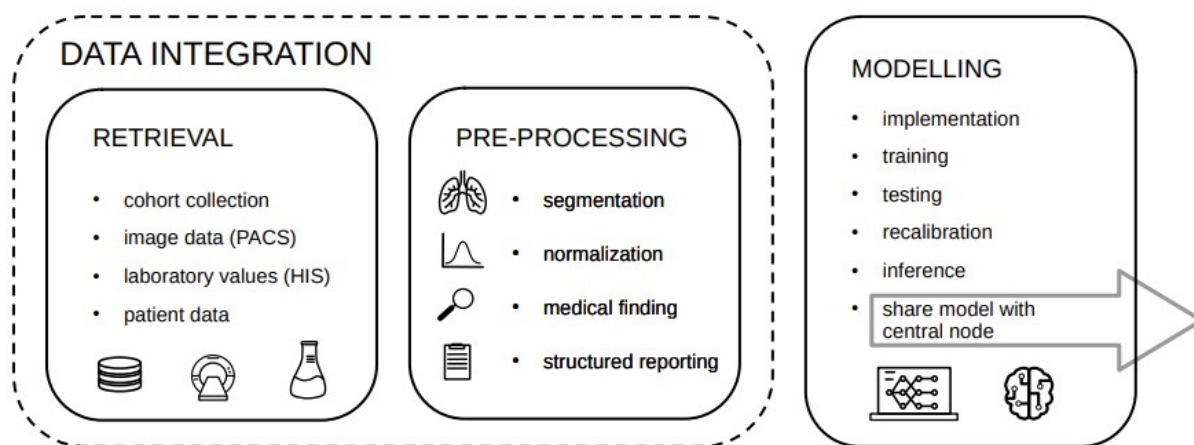 DATA INTEGRATION
RETRIEVAL
• cohort collection
• image data (PACS)
• laboratory values (HIS)
• patient data
PRE-PROCESSING
• segmentation
• normalization
• medical finding
• structured reporting
MODELLING
• implementation
• training
• testing
• recalibration
• inference
• share model with
central node